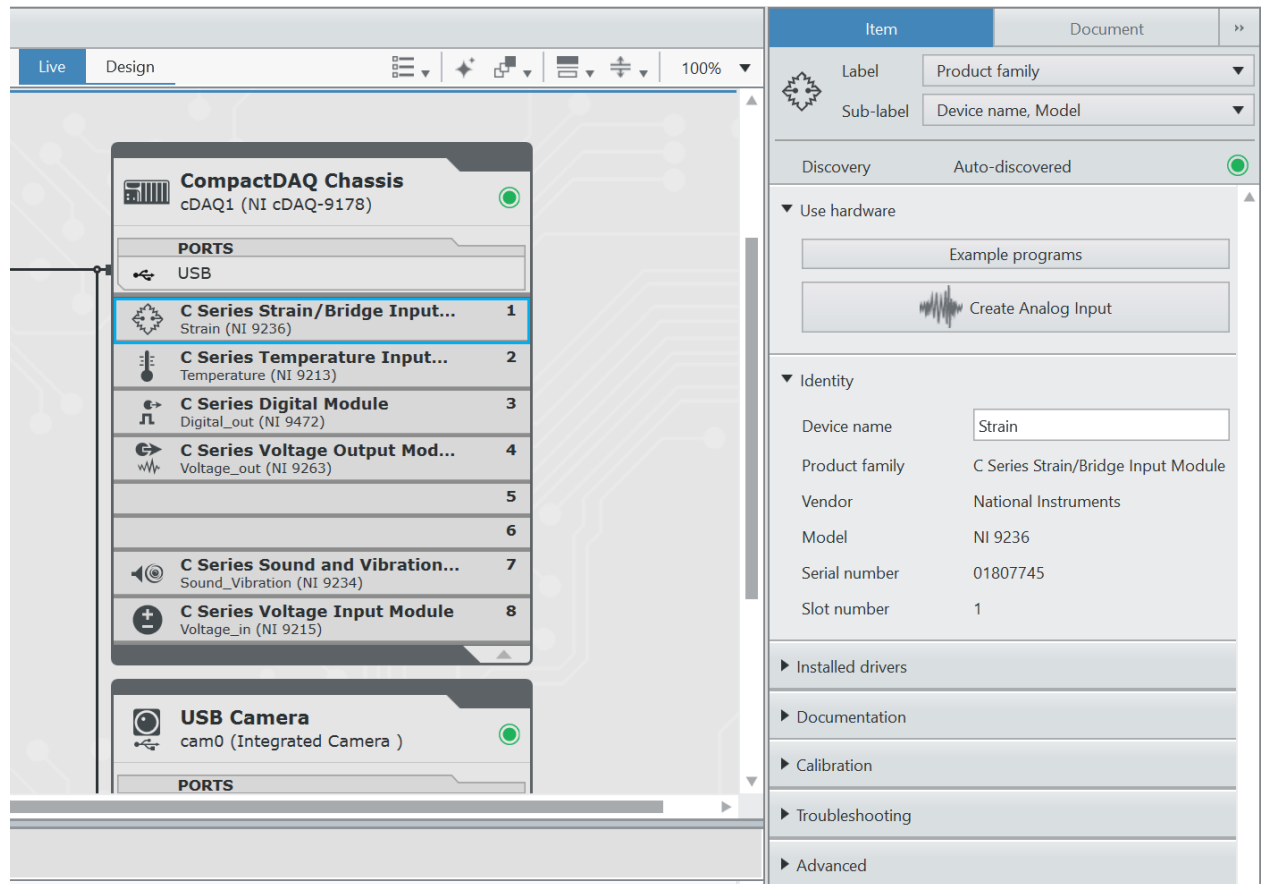 Live
Design
100%
CompactDAQ Chassis
cDAQ1 (NI cDAQ-9178)
PORTS
USB
C Series Strain/Bridge Input... 1
Strain (NI 9236)
C Series Temperature Input... 2
Temperature (NI 9213)
C Series Digital Module 3
Digital_out (NI 9472)
C Series Voltage Output Mod... 4
Voltage_out (NI 9263)
5
6
C Series Sound and Vibration... 7
Sound_Vibration (NI 9234)
C Series Voltage Input Module 8
Voltage_in (NI 9215)
USB Camera
cam0 (Integrated Camera )
PORTS
Item
Document
Label Product family
Sub-label Device name, Model
Discovery Auto-discovered
Use hardware
Example programs
Create Analog Input
Identity
Device name Strain
Product family C Series Strain/Bridge Input Module
Vendor National Instruments
Model NI 9236
Serial number 01807745
Slot number 1
Installed drivers
Documentation
Calibration
Troubleshooting
Advanced